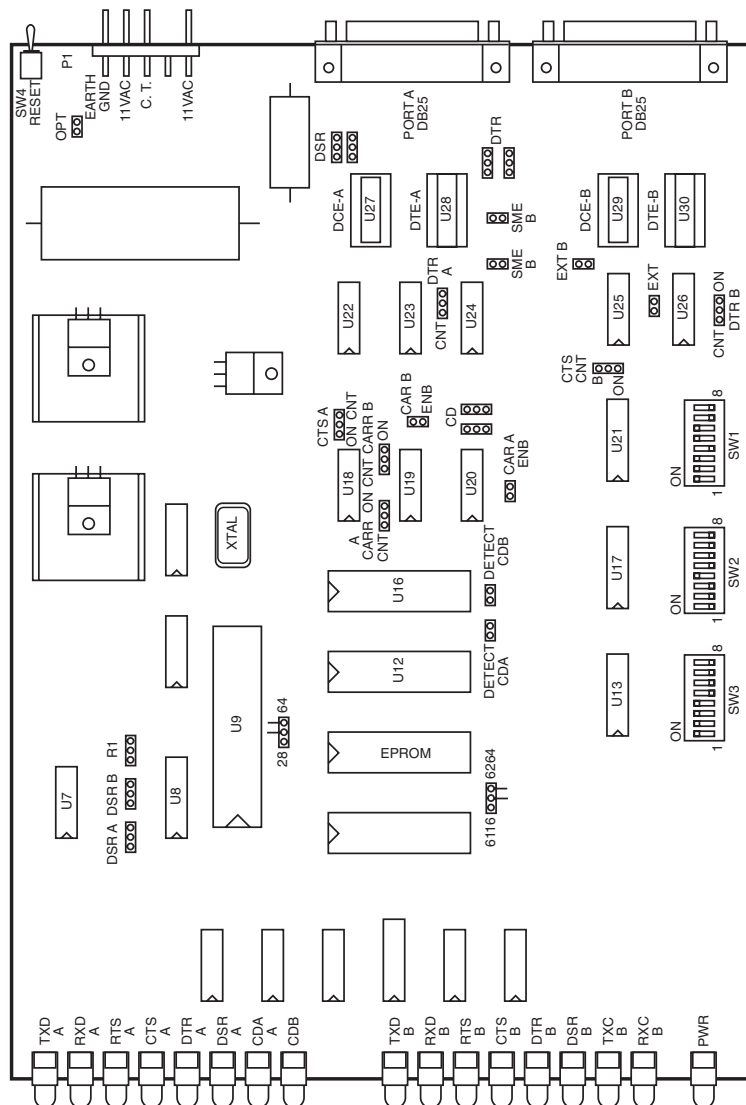 SW4
RESET
P1
OPT
EARTH
GND
11VAC
C. T.
11VAC
PORT A
DB25
PORT B
DB25
DSR
DTR
DCE-A
U27
DTE-A
U28
SME
B
DCE-B
U29
DTE-B
U30
SME
B
EXT B
EXT
U22
U23
DTR
A
CNT
U24
U25
U26
CNT
ON
DTR B
CTS
CNT
B
ON
CTS A
ON CNT
CARR B
CNT
ON
CAR B
ENB
CD
CAR A
ENB
U18
U19
U20
A
CARR
CNT
ON
U21
ON
1
8
SW1
XTAL
U16
DETECT
CDB
U17
ON
1
8
SW2
U12
DETECT
CDA
U13
ON
1
8
SW3
U9
28
64
EPROM
6116
6264
U7
R1
DSR B
DSR A
U8
TXD
A
RXD
A
RTS
A
CTS
A
DTR
A
DSR
A
CDA
A
CDB
TXD
B
RXD
B
RTS
B
CTS
B
DTR
B
DSR
B
TXC
B
RXC
B
PWR